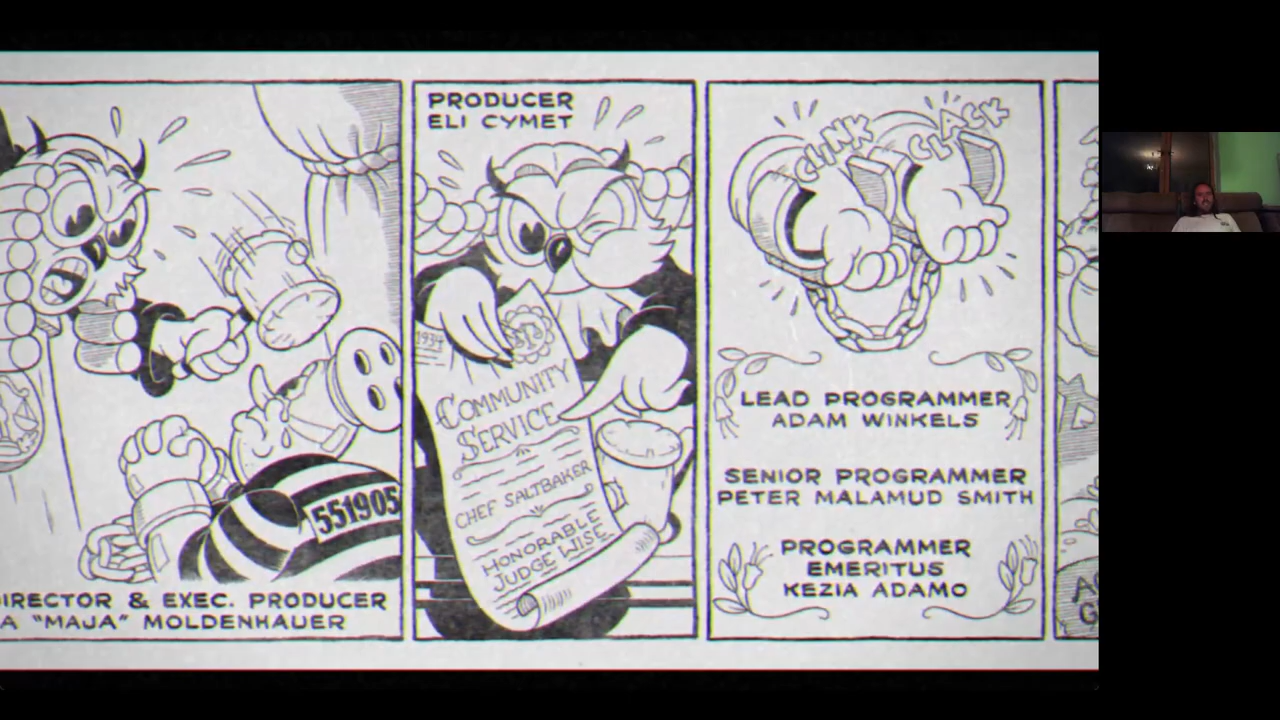 551905
DIRECTOR & EXEC. PRODUCER
A "MAJA" MOLDENHAUER
PRODUCER
ELI CYMET
COMMUNITY
SERVICE
CHEF SALTBAKER
HONORABLE
JUDGE WISE
CLINK
CLACK
LEAD PROGRAMMER
ADAM WINKELS
SENIOR PROGRAMMER
PETER MALAMUD SMITH
PROGRAMMER
EMERITUS
KEZIA ADAMO